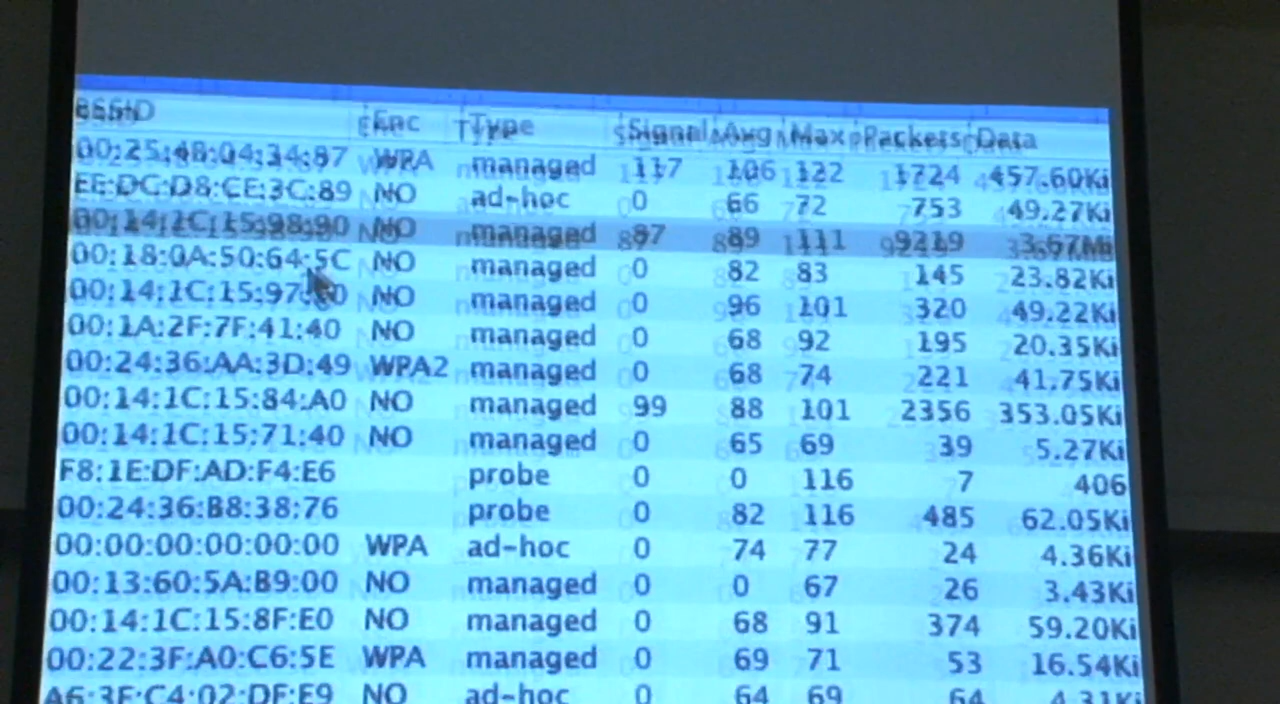 BSSID Enc Type Signal Avg Max Packets Data
00:25:48:04:34:87 WPA managed 117 106 122 1724 457.60Ki
EE:DC:D8:CE:3C:89 NO ad-hoc 0 66 72 753 49.27Ki
00:14:1C:15:98:90 NO managed 87 89 111 9219 3.67Mi
00:18:0A:50:64:5C NO managed 0 82 83 145 23.82Ki
NO managed 0 96 101 320 49.22Ki
00:1A:2F:7F:41:40 NO managed 0 68 92 195 20.35Ki
00:24:36:AA:3D:49 WPA2 managed 0 68 74 221 41.75Ki
00:14:1C:15:84:A0 NO managed 99 88 101 2356 353.05Ki
00:14:1C:15:71:40 NO managed 0 65 69 39 5.27Ki
F8:1E:DF:AD:F4:E6 probe 0 0 116 7 406
00:24:36:B8:38:76 probe 0 82 116 485 62.05Ki
00:00:00:00:00:00 WPA ad-hoc 0 74 77 24 4.36Ki
00:13:60:5A:B9:00 NO managed 0 0 67 26 3.43Ki
00:14:1C:15:8F:E0 NO managed 0 68 91 374 59.20Ki
00:22:3F:A0:C6:5E WPA managed 0 69 71 53 16.54Ki
A6:3F:C4:02:DF:E9 NO ad-hoc 0 64 69 64 4.31Ki